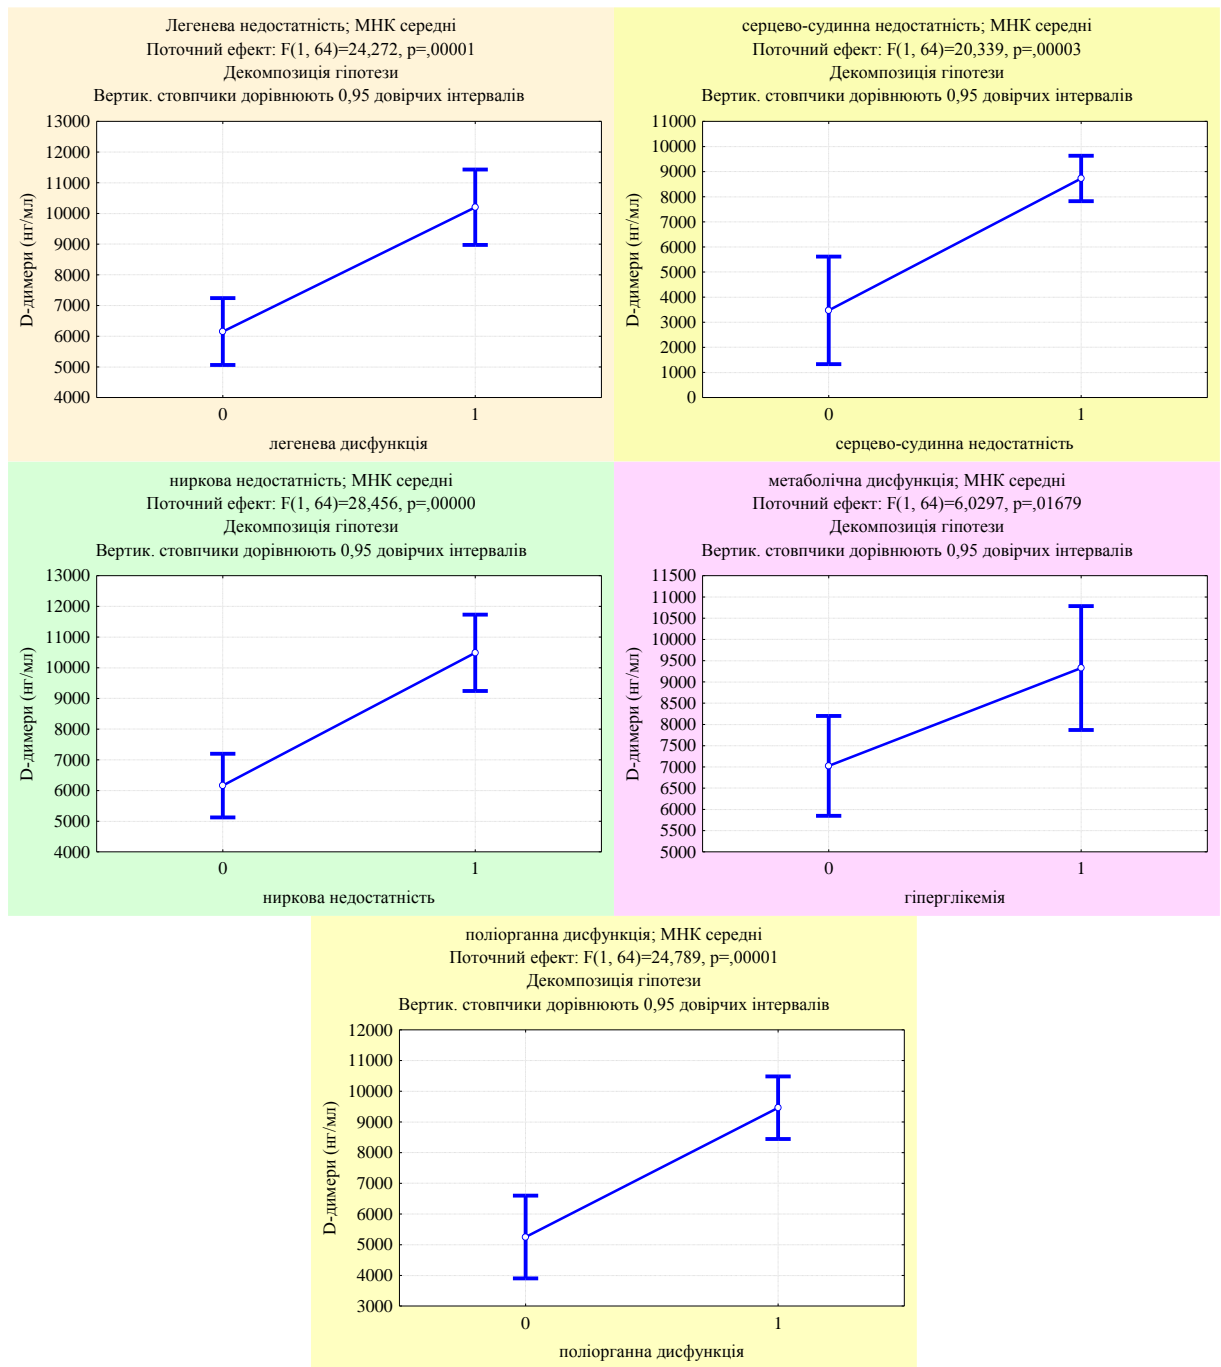 Легенева недостатність; МНК середні
Поточний ефект: F(1, 64)=24,272, p=,00001
Декомпозиція гіпотези
Вертик. стовпчики дорівнюють 0,95 довірчих інтервалів
13000
12000
11000
10000
9000
8000
7000
6000
5000
4000
D-димери (нг/мл)
0 1
легенева дисфункція
серцево-судинна недостатність; МНК середні
Поточний ефект: F(1, 64)=20,339, p=,00003
Декомпозиція гіпотези
Вертик. стовпчики дорівнюють 0,95 довірчих інтервалів
11000
10000
9000
8000
7000
6000
5000
4000
3000
2000
1000
0
D-димери (нг/мл)
0 1
серцево-судинна недостатність
ниркова недостатність; МНК середні
Поточний ефект: F(1, 64)=28,456, p=,00000
Декомпозиція гіпотези
Вертик. стовпчики дорівнюють 0,95 довірчих інтервалів
13000
12000
11000
10000
9000
8000
7000
6000
5000
4000
D-димери (нг/мл)
0 1
ниркова недостатність
метаболічна дисфункція; МНК середні
Поточний ефект: F(1, 64)=6,0297, p=,01679
Декомпозиція гіпотези
Вертик. стовпчики дорівнюють 0,95 довірчих інтервалів
11500
11000
10500
10000
9500
9000
8500
8000
7500
7000
6500
6000
5500
5000
D-димери (нг/мл)
0 1
гіперглікемія
поліорганна дисфункція; МНК середні
Поточний ефект: F(1, 64)=24,789, p=,00001
Декомпозиція гіпотези
Вертик. стовпчики дорівнюють 0,95 довірчих інтервалів
12000
11000
10000
9000
8000
7000
6000
5000
4000
3000
D-димери (нг/мл)
0 1
поліорганна дисфункція